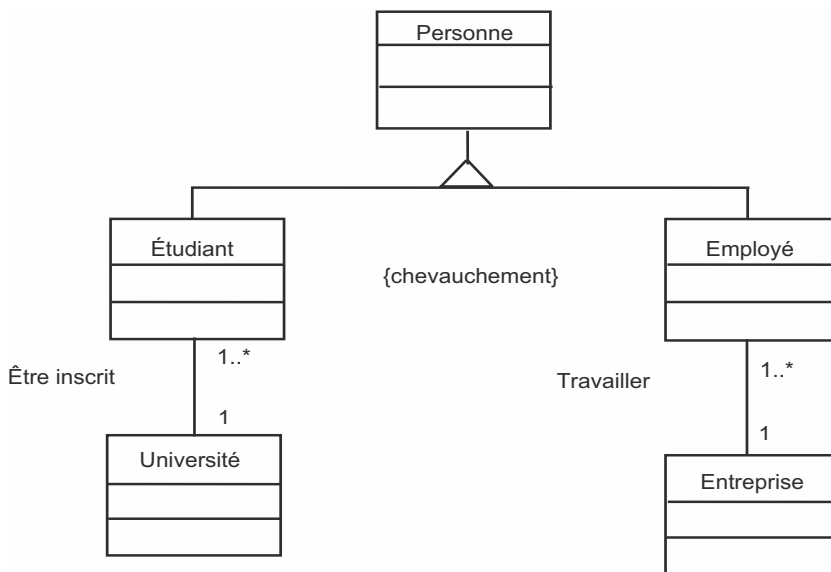 Personne
Étudiant
Employé
{chevauchement}
1..*
Être inscrit
Travailler
1..*
1
1
Université
Entreprise